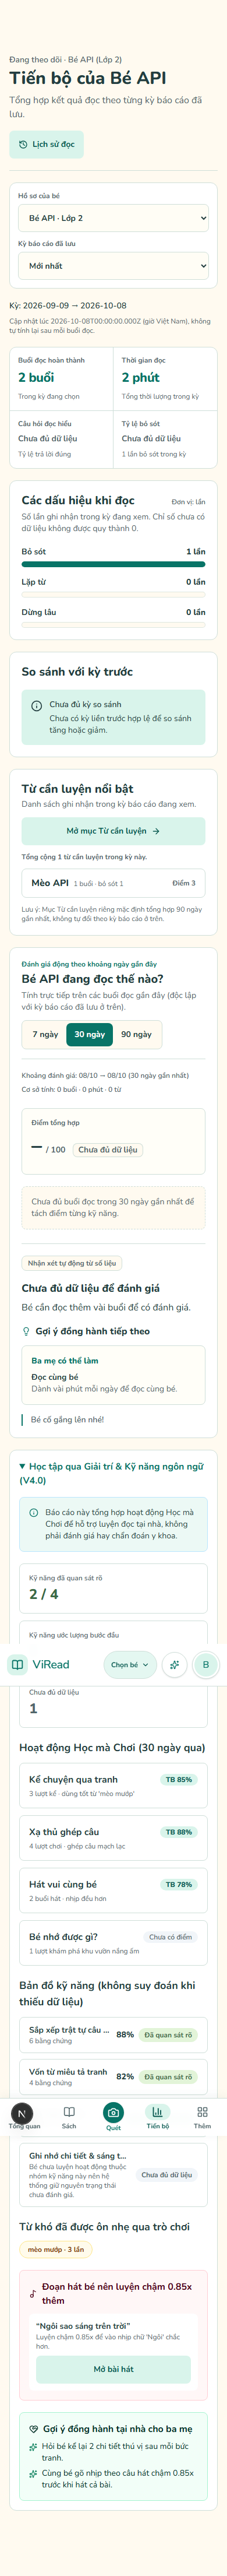 Đang theo dõi · Bé API (Lớp 2)
Tiến bộ của Bé API
Tổng hợp kết quả đọc theo từng kỳ báo cáo đã
lưu.
Lịch sử đọc
Hồ sơ của bé
Bé API · Lớp 2
Kỳ báo cáo đã lưu
Mới nhất
Kỳ: 2026-09-09 → 2026-10-08
Cập nhật lúc 2026-10-08T00:00:00.000Z (giờ Việt Nam), không
tự tính lại sau mỗi buổi đọc.
Buổi đọc hoàn thành
2 buổi
Trong kỳ đang chọn
Thời gian đọc
2 phút
Tổng thời lượng trong kỳ
Câu hỏi đọc hiểu
Chưa đủ dữ liệu
Tỷ lệ trả lời đúng
Tỷ lệ bỏ sót
Chưa đủ dữ liệu
1 lần bỏ sót trong kỳ
Các dấu hiệu khi đọc
Đơn vị: lần
Số lần ghi nhận trong kỳ đang xem. Chỉ số chưa có
dữ liệu không được quy thành 0.
Bỏ sót 1 lần
Lặp từ 0 lần
Dừng lâu 0 lần
So sánh với kỳ trước
Chưa đủ kỳ so sánh
Chưa có kỳ liền trước hợp lệ để so sánh
tăng hoặc giảm.
Từ cần luyện nổi bật
Danh sách ghi nhận trong kỳ báo cáo đang xem.
Mở mục Từ cần luyện →
Tổng cộng 1 từ cần luyện trong kỳ này.
Mèo API 1 buổi · bỏ sót 1 Điểm 3
Lưu ý: Mục Từ cần luyện riêng mặc định tổng hợp 90 ngày
gần nhất, không tự đổi theo kỳ báo cáo ở trên.
Đánh giá động theo khoảng ngày gần đây
Bé API đang đọc thế nào?
Tính trực tiếp trên các buổi đọc gần đây (độc lập
với kỳ báo cáo đã lưu ở trên).
7 ngày 30 ngày 90 ngày
Khoảng đánh giá: 08/10 → 08/10 (30 ngày gần nhất)
Cơ sở tính: 0 buổi · 0 phút · 0 từ
Điểm tổng hợp
— / 100 Chưa đủ dữ liệu
Chưa đủ buổi đọc trong 30 ngày gần nhất để
tách điểm từng kỹ năng.
Nhận xét tự động từ số liệu
Chưa đủ dữ liệu để đánh giá
Bé cần đọc thêm vài buổi để có đánh giá.
Gợi ý đồng hành tiếp theo
Ba mẹ có thể làm
Đọc cùng bé
Dành vài phút mỗi ngày để đọc cùng bé.
Bé cố gắng lên nhé!
▼ Học tập qua Giải trí & Kỹ năng ngôn ngữ
(V4.0)
Báo cáo này tổng hợp hoạt động Học mà
Chơi để hỗ trợ luyện đọc tại nhà, không
phải đánh giá hay chẩn đoán y khoa.
Kỹ năng đã quan sát rõ
2 / 4
Kỹ năng ước lượng bước đầu
ViRead
Chọn bé
B
Chưa đủ dữ liệu
1
Hoạt động Học mà Chơi (30 ngày qua)
Kể chuyện qua tranh TB 85%
3 lượt kể · dùng tốt từ 'mèo mướp'
Xạ thủ ghép câu TB 88%
4 lượt chơi · ghép câu mạch lạc
Hát vui cùng bé TB 78%
2 buổi hát · nhịp đều hơn
Bé nhớ được gì? Chưa có điểm
1 lượt khám phá khu vườn nắng ấm
Bản đồ kỹ năng (không suy đoán khi
thiếu dữ liệu)
Sắp xếp trật tự câu ... 88% Đã quan sát rõ
6 bằng chứng
Vốn từ miêu tả tranh 82% Đã quan sát rõ
4 bằng chứng
N
Tổng quan Sách Quét Tiến bộ Thêm
Ghi nhớ chi tiết & sáng t...
Bé chưa luyện hoạt động thuộc
nhóm kỹ năng này nên hệ
thống giữ nguyên trạng thái
chưa đánh giá.
Chưa đủ dữ liệu
Từ khó đã được ôn nhẹ qua trò chơi
mèo mướp · 3 lần
Đoạn hát bé nên luyện chậm 0.85x
thêm
“Ngôi sao sáng trên trời”
Luyện chậm 0.85x để vào nhịp chữ 'Ngôi' chắc
hơn.
Mở bài hát
Gợi ý đồng hành tại nhà cho ba mẹ
Hỏi bé kể lại 2 chi tiết thú vị sau mỗi bức
tranh.
Cùng bé gõ nhịp theo câu hát chậm 0.85x
trước khi hát cả bài.